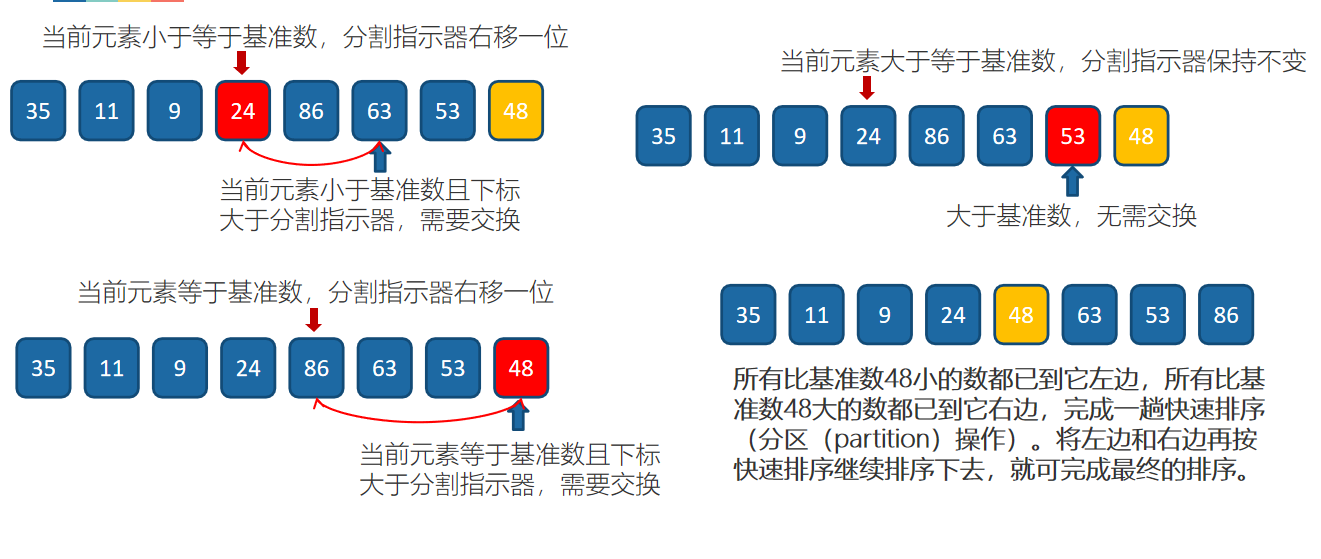 当前元素小于等于基准数，分割指示器右移一位
35 11 9 24 86 63 53 48
当前元素小于基准数且下标
大于分割指示器，需要交换
当前元素大于等于基准数，分割指示器保持不变
35 11 9 24 86 63 53 48
大于基准数，无需交换
当前元素等于基准数，分割指示器右移一位
35 11 9 24 86 63 53 48
当前元素等于基准数且下标
大于分割指示器，需要交换
35 11 9 24 48 63 53 86
所有比基准数48小的数都已到它左边，所有比
基准数48大的数都已到它右边，完成一趟快速排序
（分区（partition）操作）。将左边和右边再按
快速排序继续排序下去，就可完成最终的排序。